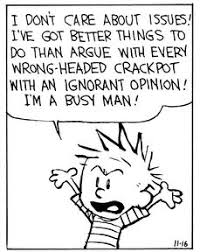 I DON'T CARE ABOUT ISSUES!
I'VE GOT BETTER THINGS TO
DO THAN ARGUE WITH EVERY
WRONG-HEADED CRACKPOT
WITH AN IGNORANT OPINION!
I'M A BUSY MAN!
11-16